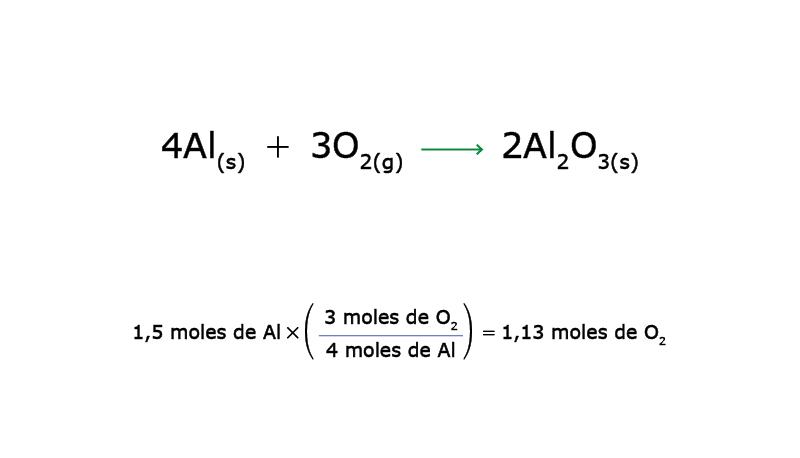 4Al(s) + 3O2(g) ⟶ 2Al2O3(s)
1,5 moles de Al × (3 moles de O2 / 4 moles de Al) = 1,13 moles de O2